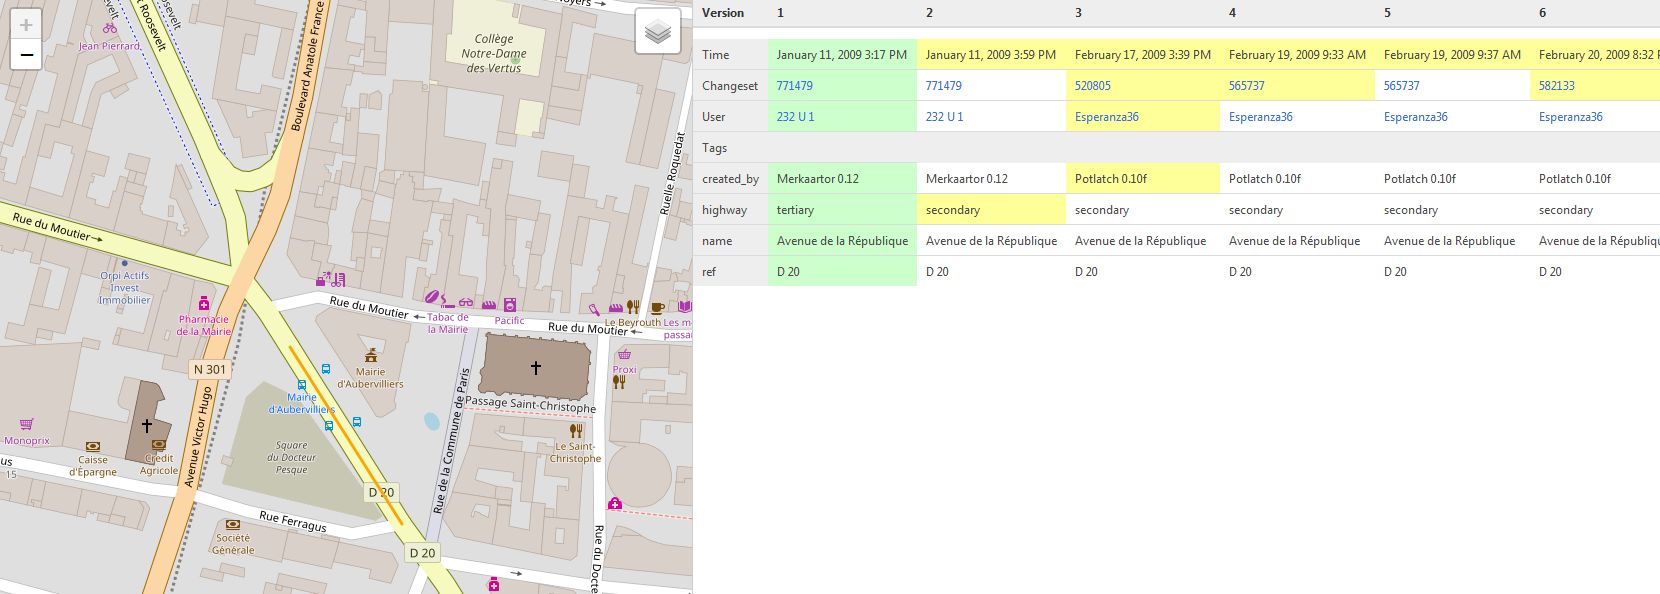 +
−
Jean Pierrard
Roosevelt
Boulevard Anatole France
Collège
Notre-Dame
des Vertus
Ruelle Roquedat
Rue du Moutier
Orpi Actifs
Invest
Immobilier
Pharmacie
de la Mairie
Rue du Moutier
Tabac de
la Mairie
Pacific
Rue du Moutier
Le Beyrouth
Les m
passa
N 301
Mairie
d'Aubervilliers
Mairie
d'Aubervilliers
Proxi
Passage Saint-Christophe
Rue de la Commune de Paris
Avenue Victor Hugo
Monoprix
Caisse
d'Épargne
Crédit
Agricole
Square
du Docteur
Pesque
Le Saint-
Christophe
us
15
D 20
Rue Ferragus
Société
Générale
D 20
Rue du Docte
Version 1 2 3 4 5 6
Time January 11, 2009 3:17 PM January 11, 2009 3:59 PM February 17, 2009 3:39 PM February 19, 2009 9:33 AM February 19, 2009 9:37 AM February 20, 2009 8:32
Changeset 771479 771479 520805 565737 565737 582133
User 232 U 1 232 U 1 Esperanza36 Esperanza36 Esperanza36 Esperanza36
Tags
created_by Merkaartor 0.12 Merkaartor 0.12 Potlatch 0.10f Potlatch 0.10f Potlatch 0.10f Potlatch 0.10f
highway tertiary secondary secondary secondary secondary secondary
name Avenue de la République Avenue de la République Avenue de la République Avenue de la République Avenue de la République Avenue de la Républiqu
ref D 20 D 20 D 20 D 20 D 20 D 20